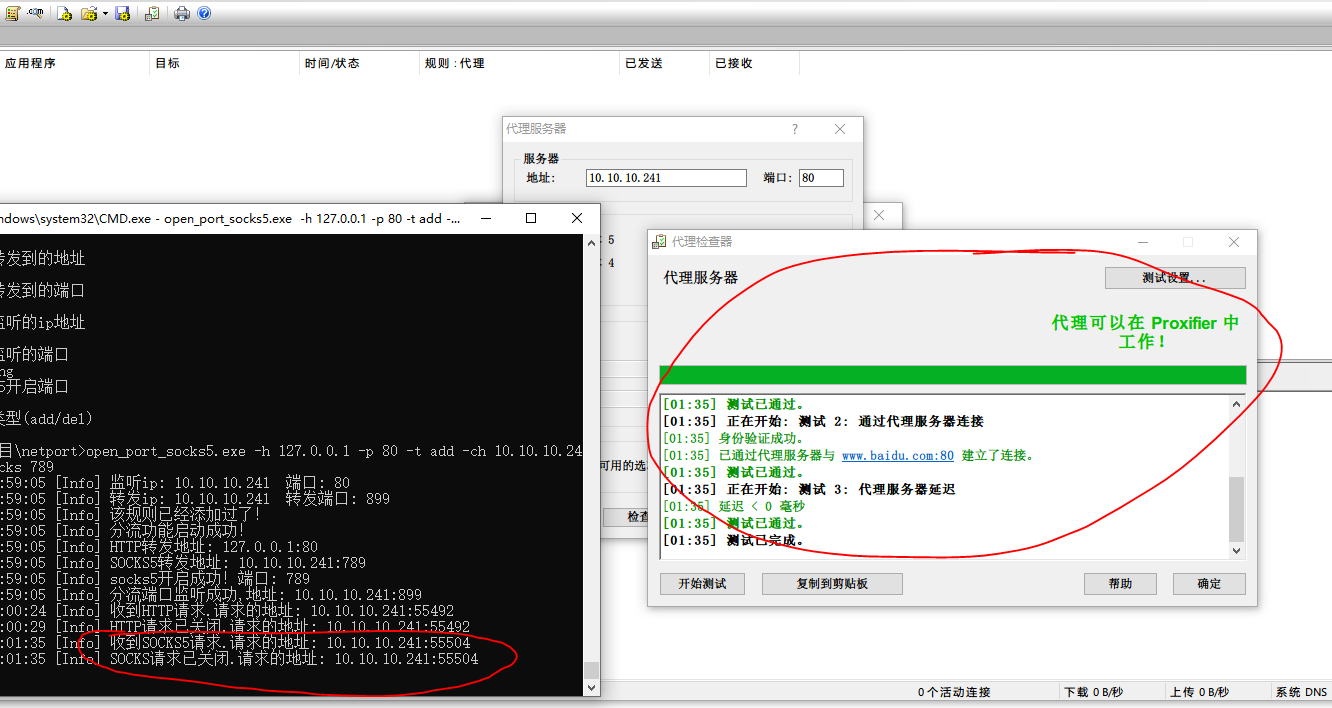 应用程序
目标
时间/状态
规则 : 代理
已发送
已接收
代理服务器
?
服务器
地址:
10.10.10.241
端口:
80
: 5
: 4
可用的选
检查
ndows\system32\CMD.exe - open_port_socks5.exe -h 127.0.0.1 -p 80 -t add -...
发到的地址
发到的端口
听的ip地址
听的端口
ng
5开启端口
类型(add/del)
目\netport>open_port_socks5.exe -h 127.0.0.1 -p 80 -t add -ch 10.10.10.24
cks 789
:59:05 [Info] 监听ip: 10.10.10.241 端口: 80
:59:05 [Info] 转发ip: 10.10.10.241 转发端口: 899
:59:05 [Info] 该规则已经添加过了!
:59:05 [Info] 分流功能启动成功!
:59:05 [Info] HTTP转发地址: 127.0.0.1:80
:59:05 [Info] SOCKS5转发地址: 10.10.10.241:789
:59:05 [Info] socks5开启成功! 端口: 789
:59:05 [Info] 分流端口监听成功,地址: 10.10.10.241:899
:00:24 [Info] 收到HTTP请求.请求的地址: 10.10.10.241:55492
:00:29 [Info] HTTP请求已关闭.请求的地址: 10.10.10.241:55492
:01:35 [Info] 收到SOCKS5请求.请求的地址: 10.10.10.241:55504
:01:35 [Info] SOCKS请求已关闭.请求的地址: 10.10.10.241:55504
代理检查器
代理服务器
测试设置...
代理可以在 Proxifier 中
工作!
[01:35] 测试已通过。
[01:35] 正在开始: 测试 2: 通过代理服务器连接
[01:35] 身份验证成功。
[01:35] 已通过代理服务器与 www.baidu.com:80 建立了连接。
[01:35] 测试已通过。
[01:35] 正在开始: 测试 3: 代理服务器延迟
[01:35] 延迟 < 0 毫秒
[01:35] 测试已通过。
[01:35] 测试已完成。
开始测试
复制到剪贴板
帮助
确定
0 个活动连接
下载 0 B/秒
上传 0 B/秒
系统 DNS